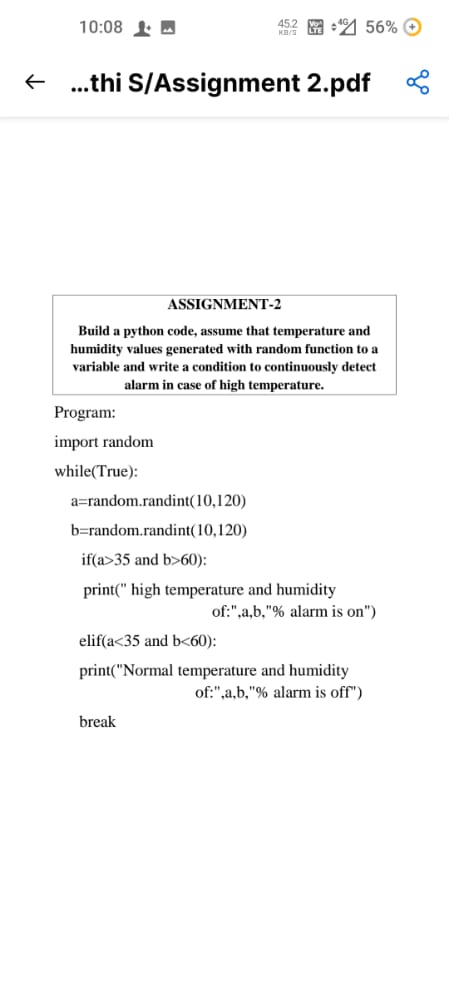 10:08
45.2 KB/S VoLTE 4G 56%
...thi S/Assignment 2.pdf
ASSIGNMENT-2
Build a python code, assume that temperature and
humidity values generated with random function to a
variable and write a condition to continuously detect
alarm in case of high temperature.
Program:
import random
while(True):
a=random.randint(10,120)
b=random.randint(10,120)
if(a>35 and b>60):
print(" high temperature and humidity
of:",a,b,"% alarm is on")
elif(a<35 and b<60):
print("Normal temperature and humidity
of:",a,b,"% alarm is off")
break